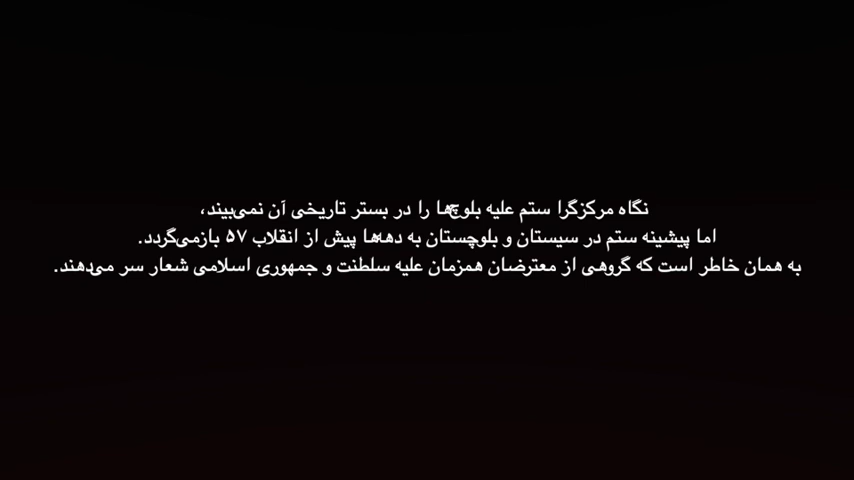 نگاه مرکزگرا ستم علیه بلوچ‌ها را در بستر تاریخی آن نمی‌بیند،
اما پیشینه ستم در سیستان و بلوچستان به دهه‌ها پیش از انقلاب ۵۷ بازمی‌گردد.
به همان خاطر است که گروهی از معترضان همزمان علیه سلطنت و جمهوری اسلامی شعار سر می‌دهند.